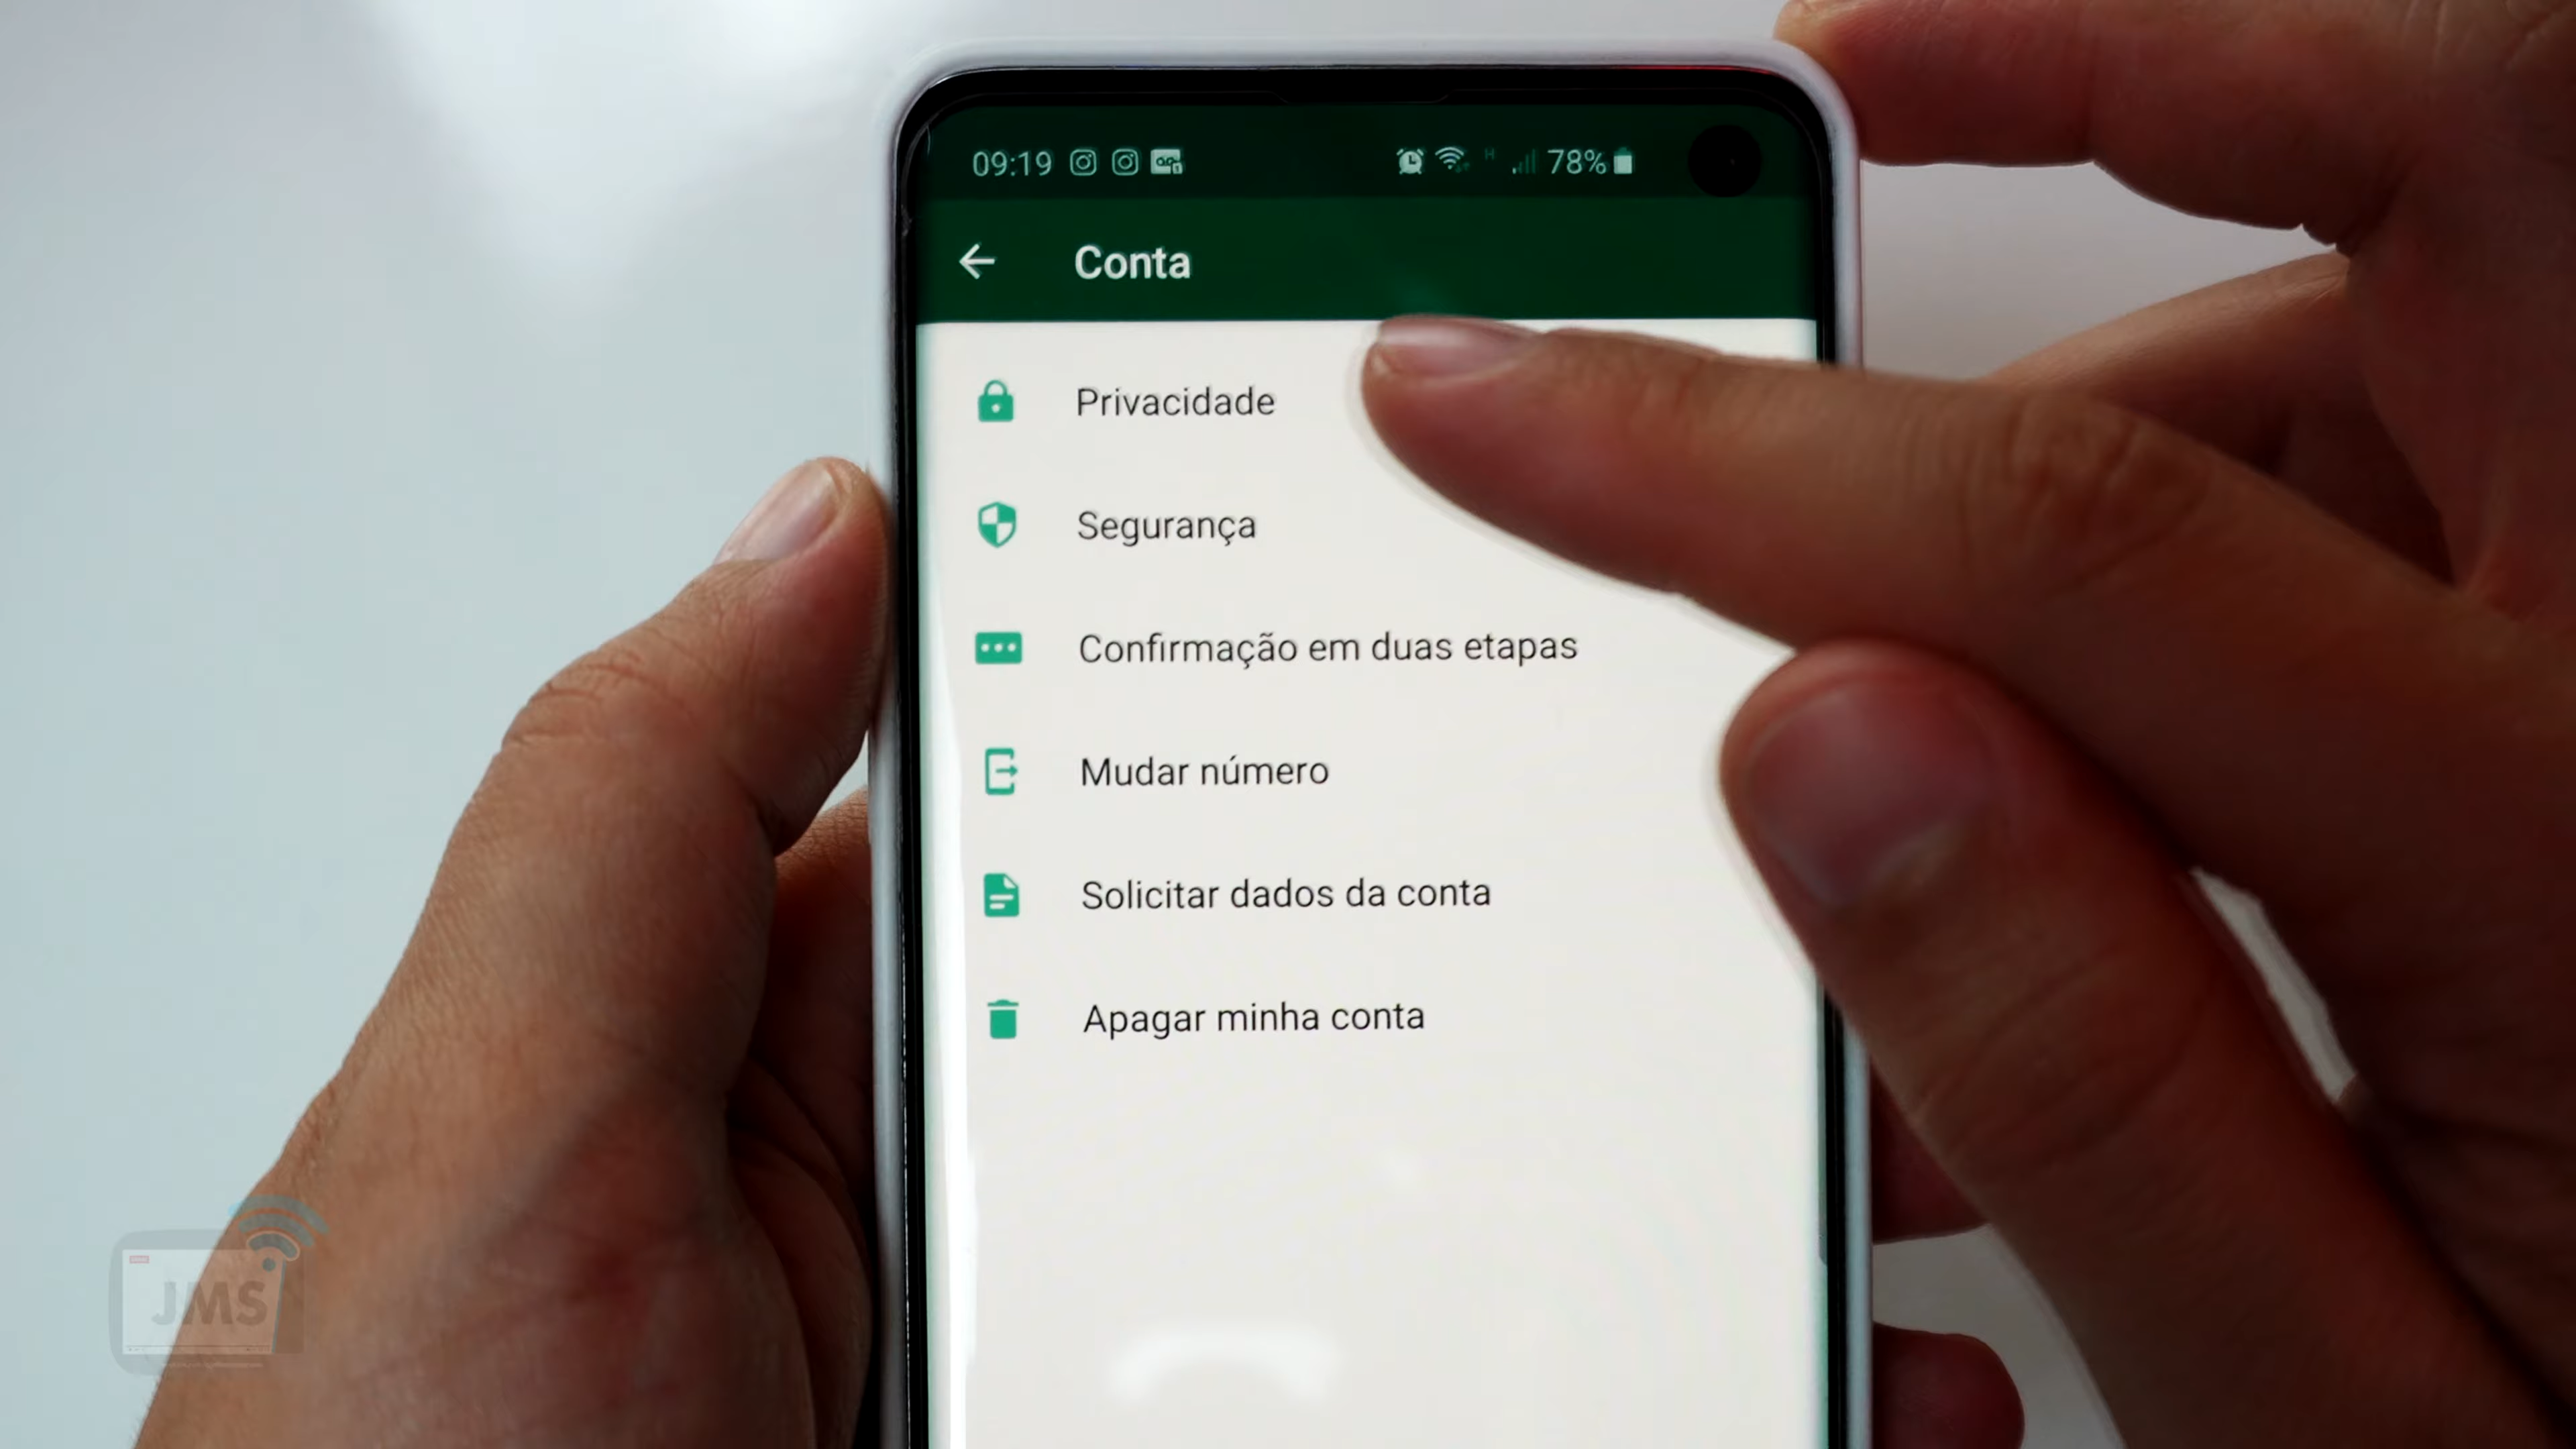 09:19 78%
Conta
Privacidade
Segurança
Confirmação em duas etapas
Mudar número
Solicitar dados da conta
Apagar minha conta
JMS